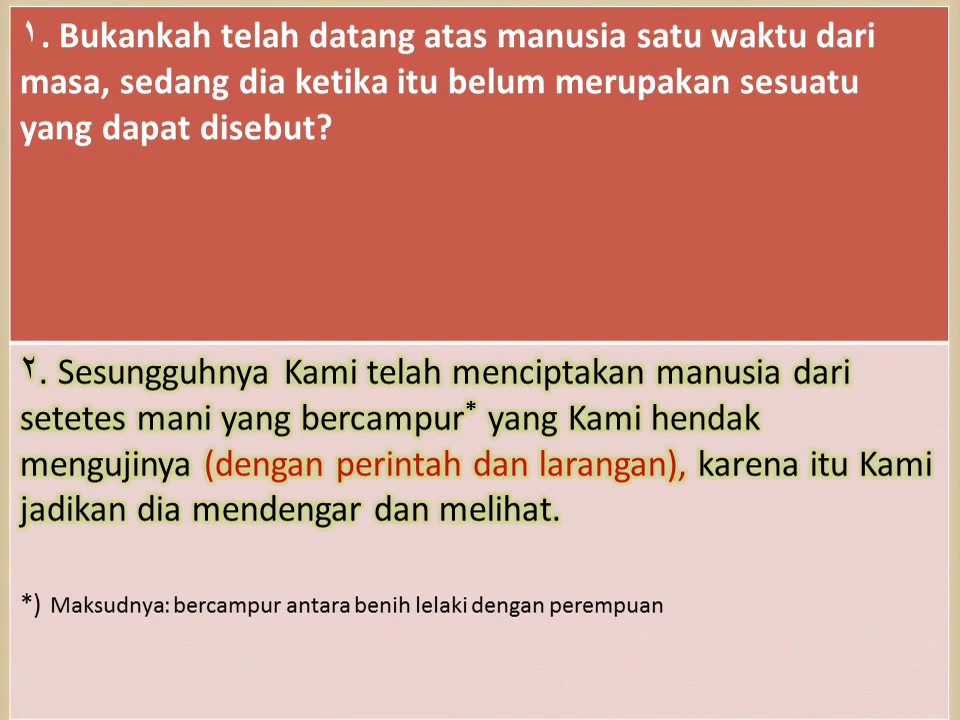 ١. Bukankah telah datang atas manusia satu waktu dari
masa, sedang dia ketika itu belum merupakan sesuatu
yang dapat disebut?
٢. Sesungguhnya Kami telah menciptakan manusia dari
setetes mani yang bercampur* yang Kami hendak
mengujinya (dengan perintah dan larangan), karena itu Kami
jadikan dia mendengar dan melihat.
*) Maksudnya: bercampur antara benih lelaki dengan perempuan